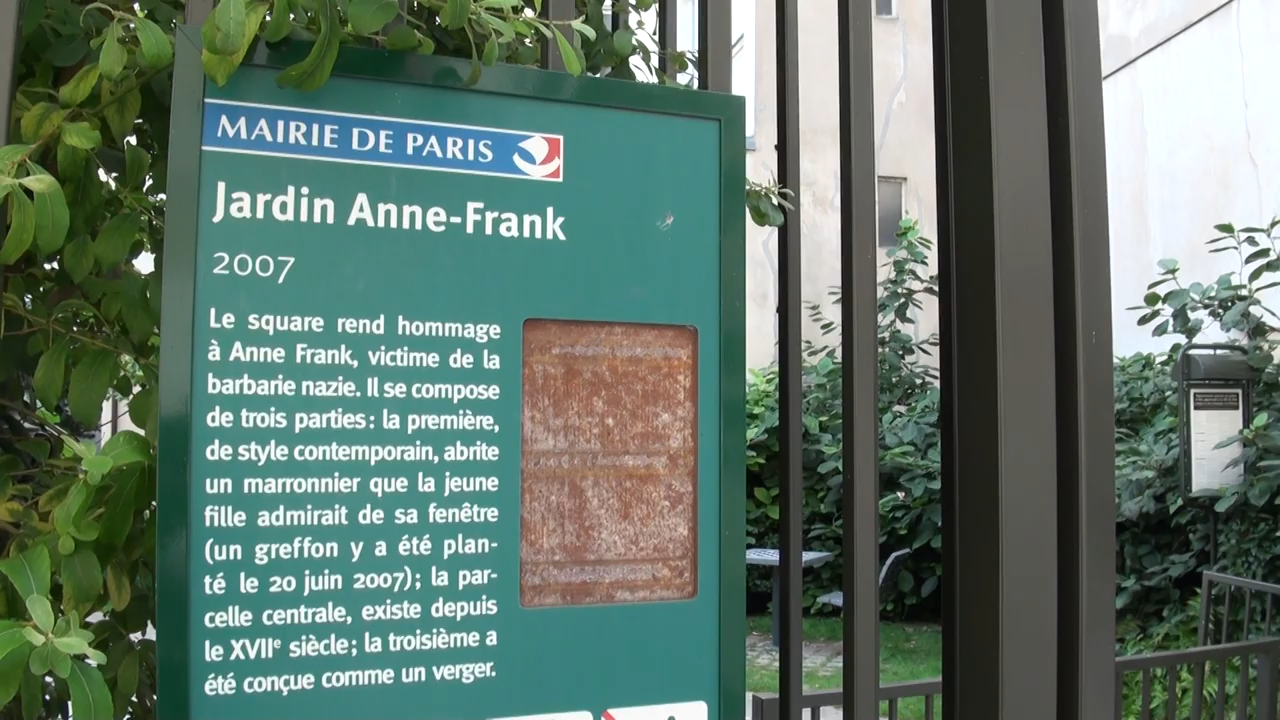 MAIRIE DE PARIS
Jardin Anne-Frank
2007
Le square rend hommage
à Anne Frank, victime de la
barbarie nazie. Il se compose
de trois parties : la première,
de style contemporain, abrite
un marronnier que la jeune
fille admirait de sa fenêtre
(un greffon y a été plan-
té le 20 juin 2007) ; la par-
celle centrale, existe depuis
le XVIIe siècle ; la troisième a
été conçue comme un verger.